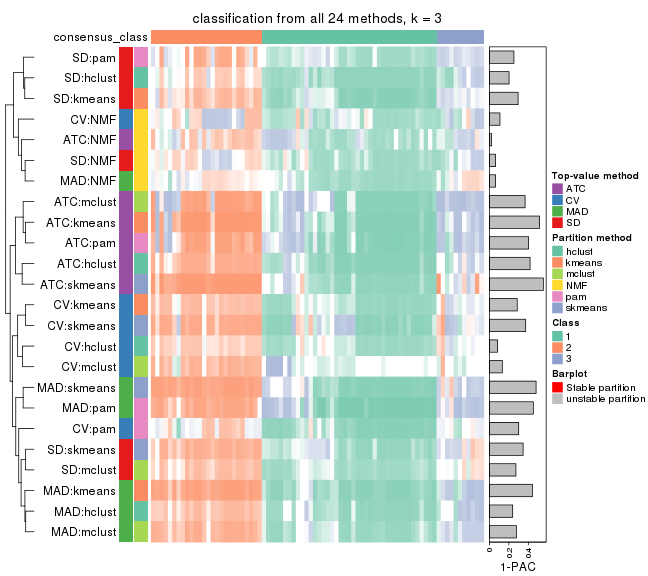 classification from all 24 methods, k = 3
consensus_class
SD:pam
SD:hclust
SD:kmeans
CV:NMF
ATC:NMF
SD:NMF
MAD:NMF
ATC:mclust
ATC:kmeans
ATC:pam
ATC:hclust
ATC:skmeans
CV:kmeans
CV:skmeans
CV:hclust
CV:mclust
MAD:skmeans
MAD:pam
CV:pam
SD:skmeans
SD:mclust
MAD:kmeans
MAD:hclust
MAD:mclust
0
0.2
0.4
1-PAC
Top-value method
ATC
CV
MAD
SD
Partition method
hclust
kmeans
mclust
NMF
pam
skmeans
Class
1
2
3
Barplot
Stable partition
unstable partition